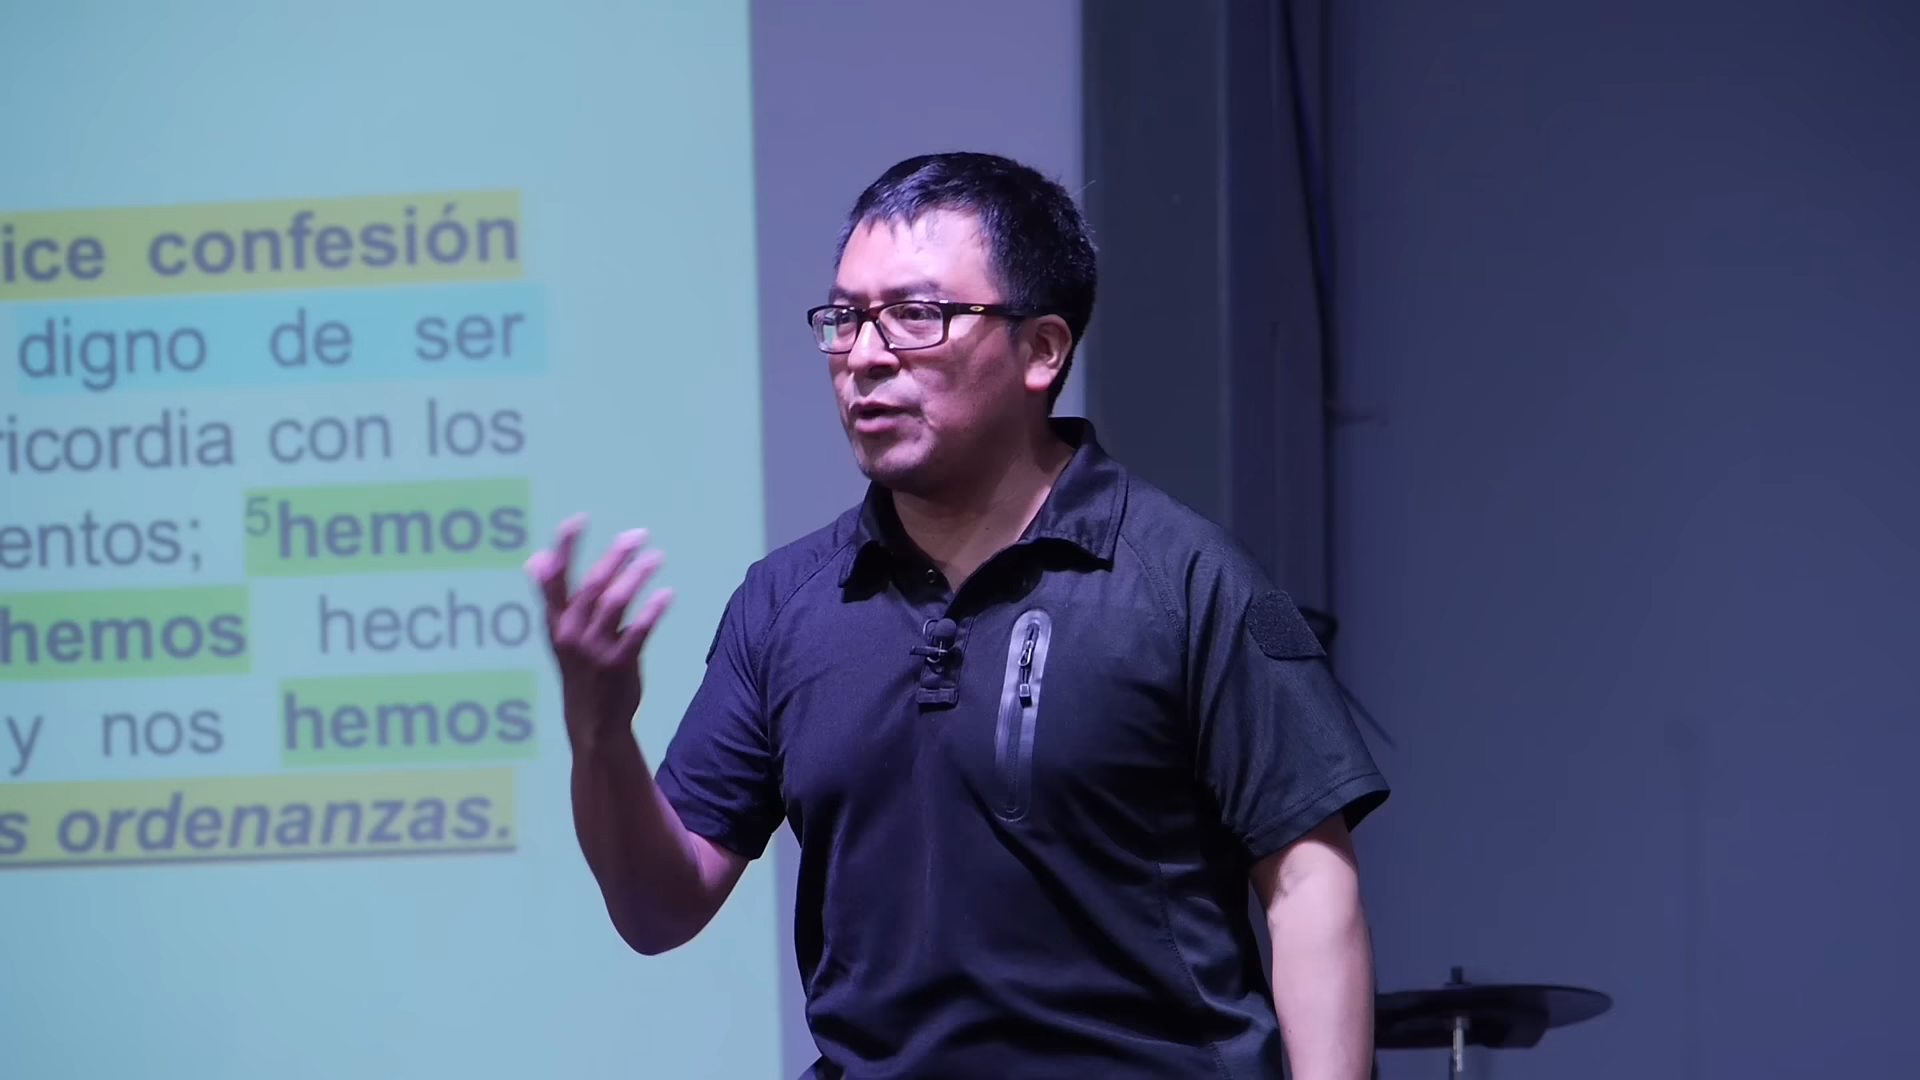 ice confesión
digno de ser
ricordia con los
entos; ⁵hemos
hemos hecho
y nos hemos
s ordenanzas.